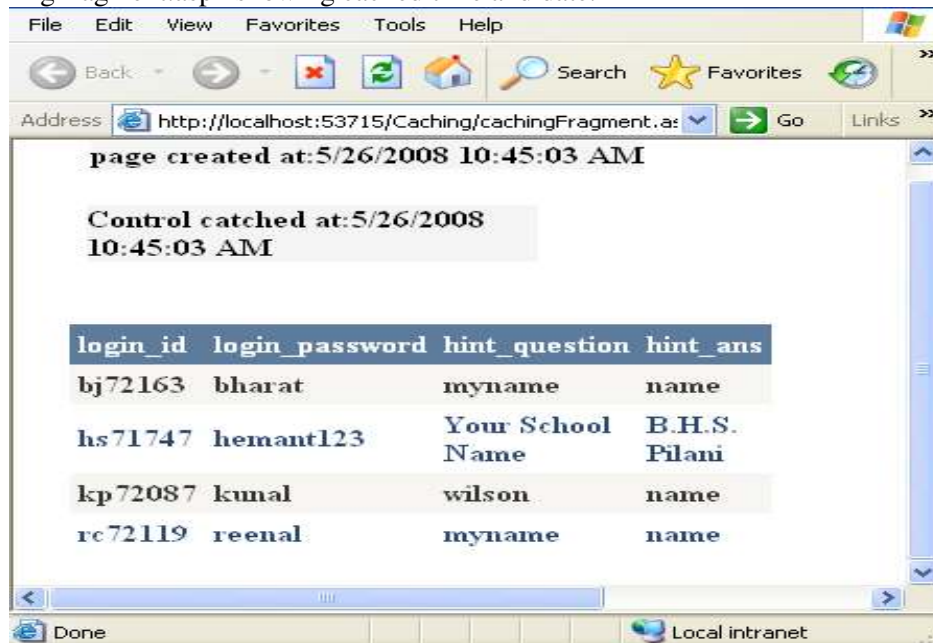 File Edit View Favorites Tools Help
Back Search Favorites
Address http://localhost:53715/Caching/cachingFragment.as Go Links
page created at:5/26/2008 10:45:03 AM
Control catched at:5/26/2008
10:45:03 AM
login_id login_password hint_question hint_ans
bj72163 bharat myname name
hs71747 hemant123 Your School Name B.H.S. Pilani
kp72087 kunal wilson name
rc72119 reenal myname name
Done Local intranet